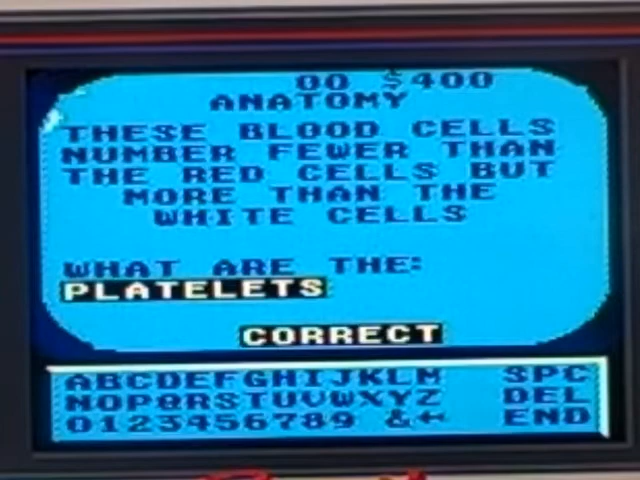 00 $400
ANATOMY
THESE BLOOD CELLS
NUMBER FEWER THAN
THE RED CELLS BUT
MORE THAN THE
WHITE CELLS
WHAT ARE THE:
PLATELETS
CORRECT
ABCDEFGHIJKLM SPC
NOPQRSTUVWXYZ DEL
0123456789 &← END